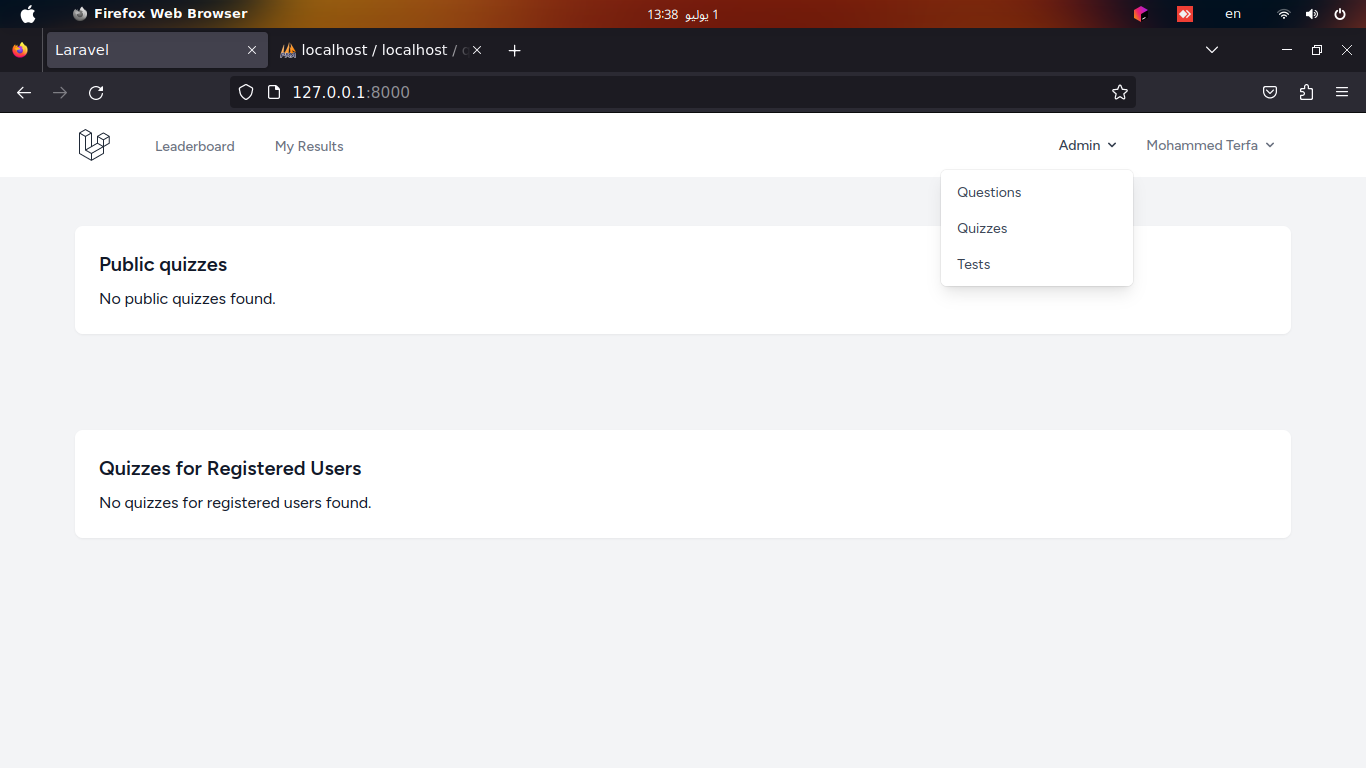 Firefox Web Browser
1 يوليو 13:38
en
Laravel
localhost / localhost /
127.0.0.1:8000
Leaderboard
My Results
Admin
Mohammed Terfa
Questions
Quizzes
Tests
Public quizzes
No public quizzes found.
Quizzes for Registered Users
No quizzes for registered users found.